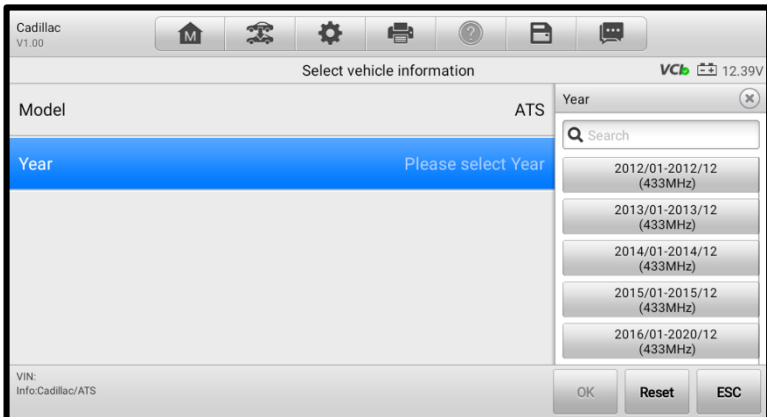 Cadillac
V1.00
M
Select vehicle information
VCI
12.39V
Model
ATS
Year
Please select Year
Year
Search
2012/01-2012/12
(433MHz)
2013/01-2013/12
(433MHz)
2014/01-2014/12
(433MHz)
2015/01-2015/12
(433MHz)
2016/01-2020/12
(433MHz)
VIN:
Info:Cadillac/ATS
OK
Reset
ESC